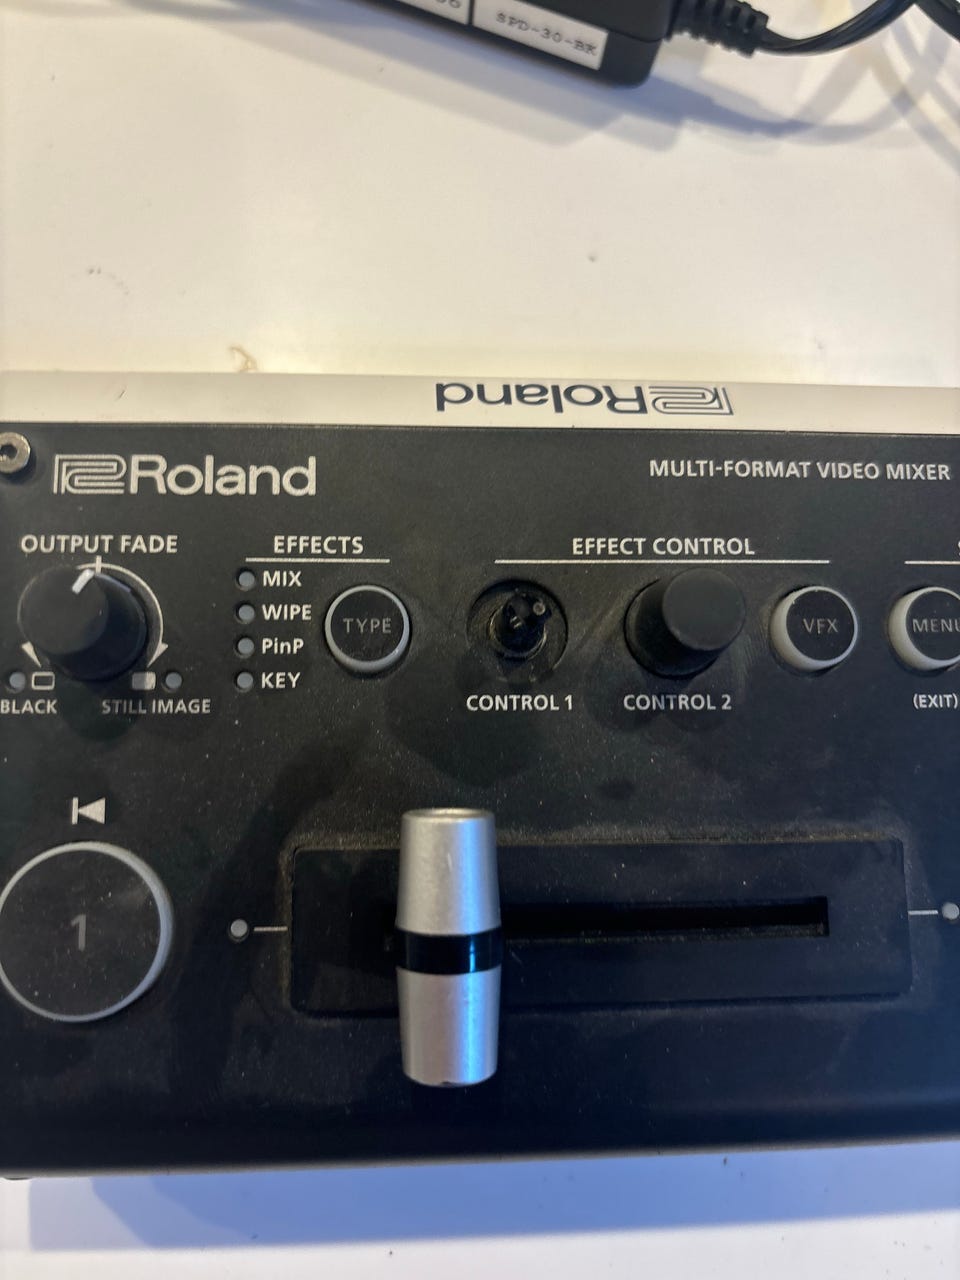 SPD-30-BK
Roland
Roland
MULTI-FORMAT VIDEO MIXER
OUTPUT FADE
EFFECTS
EFFECT CONTROL
MIX
WIPE
PinP
KEY
TYPE
VFX
MENU
BLACK
STILL IMAGE
CONTROL 1
CONTROL 2
(EXIT)
1